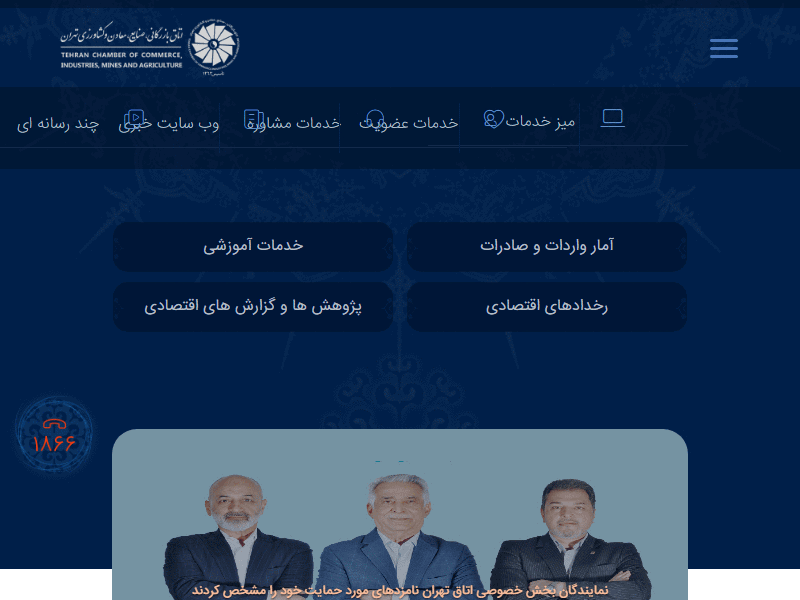 اتاق بازرگانی، صنایع، معادن و کشاورزی تهران
TEHRAN CHAMBER OF COMMERCE,
INDUSTRIES, MINES AND AGRICULTURE
میز خدمات
خدمات عضویت
خدمات مشاوره
وب سایت خبری
چند رسانه ای
آمار واردات و صادرات
خدمات آموزشی
رخدادهای اقتصادی
پژوهش ها و گزارش های اقتصادی
۱۸۶۶
نمایندگان بخش خصوصی اتاق تهران نامزدهای مورد حمایت خود را مشخص کردند